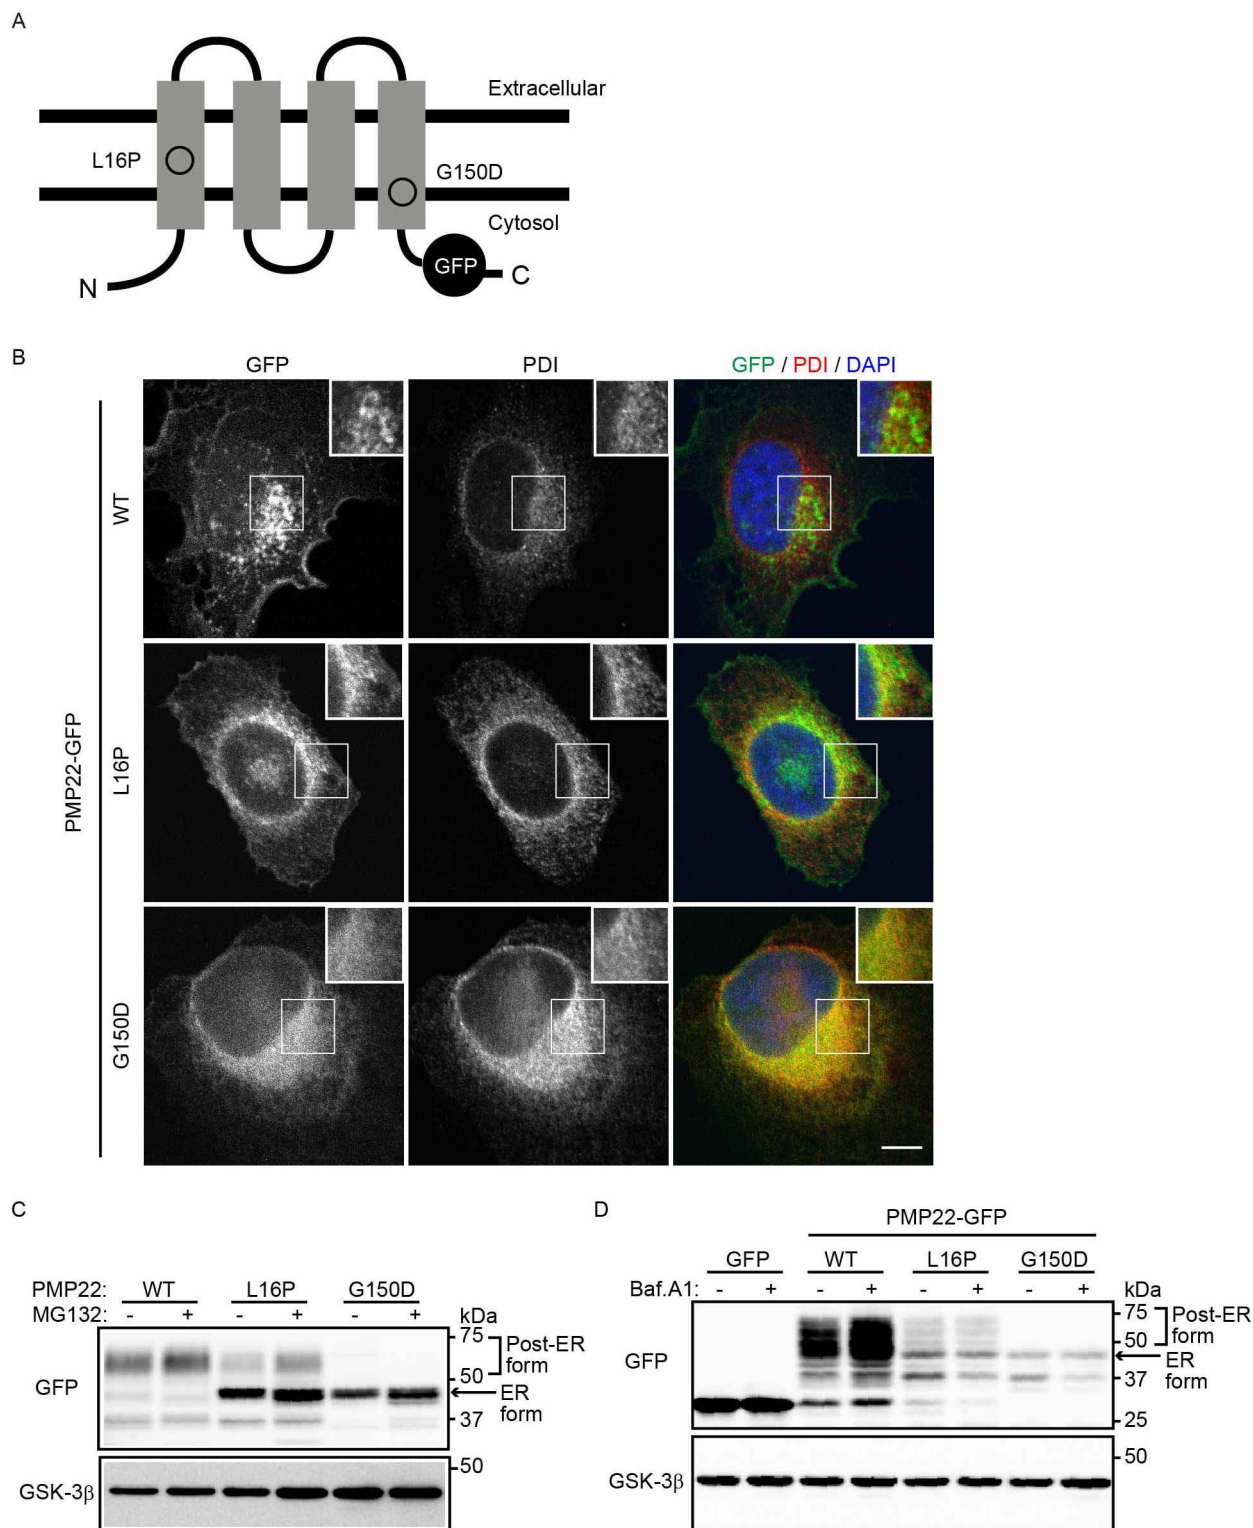 A
Extracellular
L16P
G150D
Cytosol
GFP
N
C
B
GFP
PDI
GFP / PDI / DAPI
PMP22-GFP
WT
L16P
G150D
C
PMP22: WT L16P G150D
MG132: - + - + - + kDa
75
Post-ER form
50
GFP
ER form
37
50
GSK-3β
D
PMP22-GFP
GFP WT L16P G150D
Baf.A1: - + - + - + - + kDa
75
Post-ER form
50
GFP
ER form
37
25
50
GSK-3β